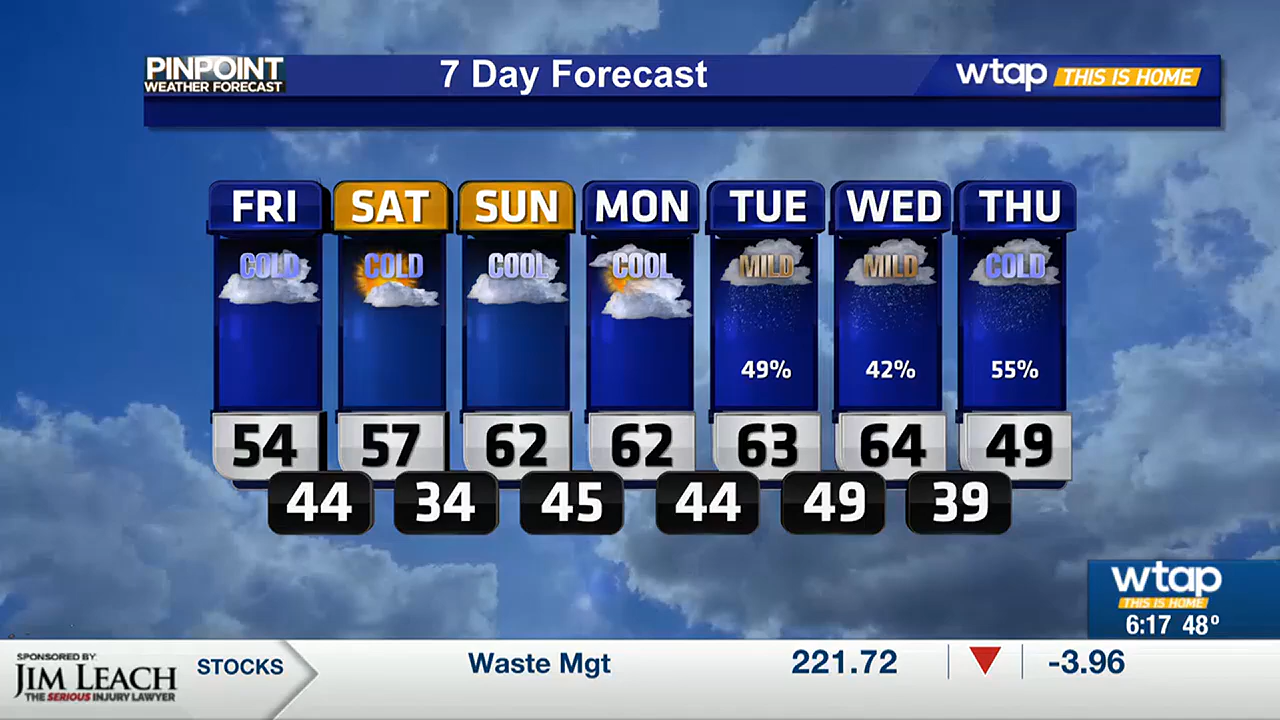 PINPOINT
WEATHER FORECAST
7 Day Forecast
wtap THIS IS HOME
FRI SAT SUN MON TUE WED THU
COLD COLD COOL COOL MILD MILD COLD
49% 42% 55%
54 57 62 62 63 64 49
44 34 45 44 49 39
wtap
THIS IS HOME
6:17 48°
SPONSORED BY:
JIM LEACH
THE SERIOUS INJURY LAWYER
STOCKS
Waste Mgt 221.72 -3.96